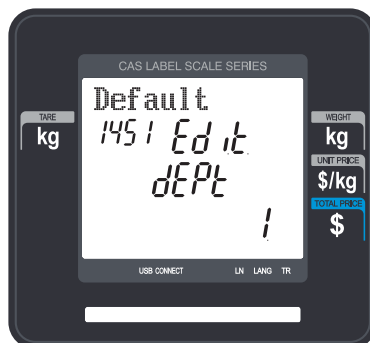 CAS LABEL SCALE SERIES
Default
1451 Edit
dEPt
1
TARE
kg
WEIGHT
kg
UNIT PRICE
$/kg
TOTAL PRICE
$
USB CONNECT LN LANG TR